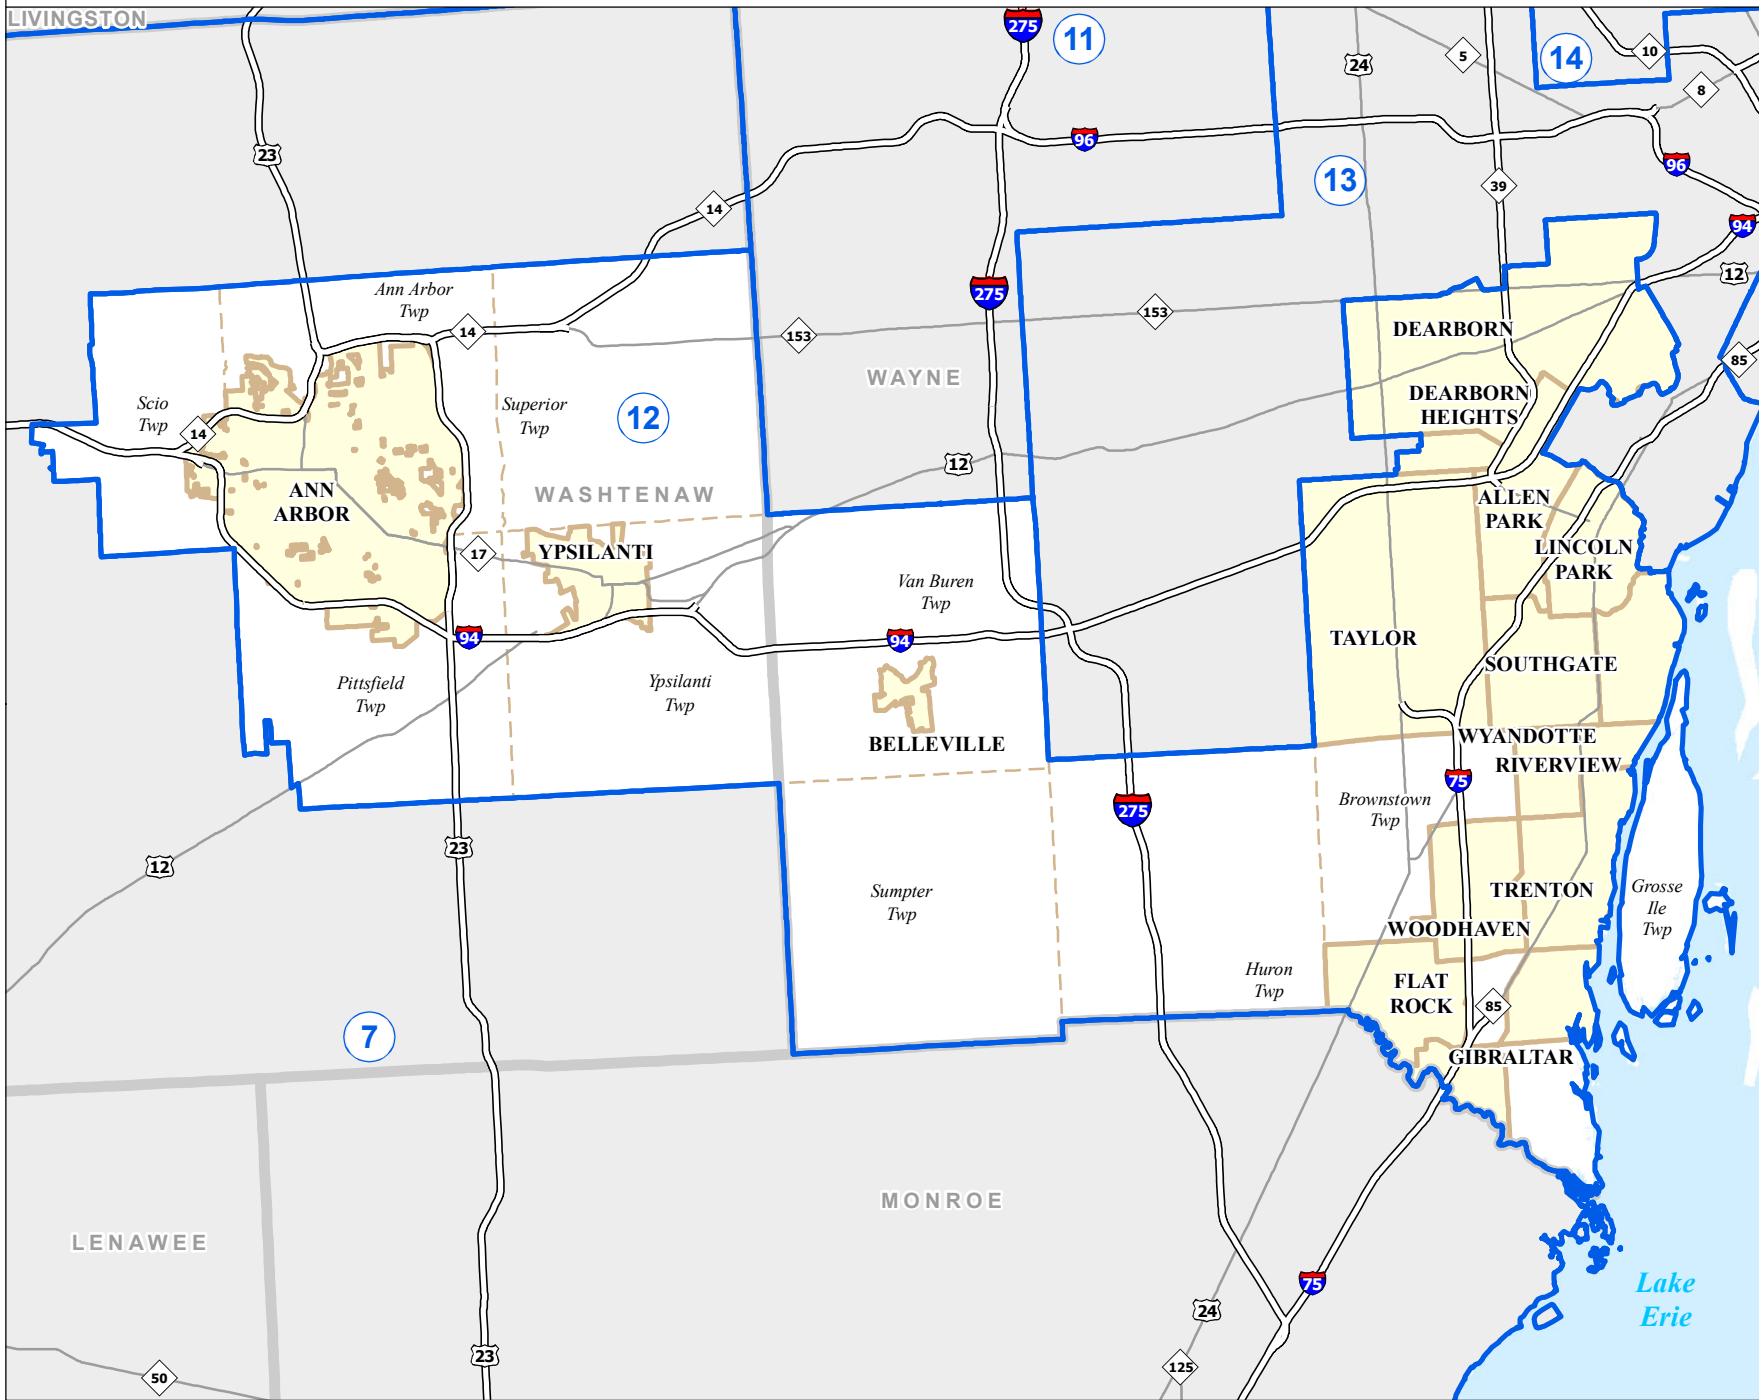 LIVINGSTON
275
11
24
5
10
14
8
23
96
13
39
96
14
94
12
275
Ann Arbor
Twp
14
153
153
DEARBORN
85
WAYNE
Scio
Twp
14
Superior
Twp
12
DEARBORN
HEIGHTS
12
ANN
ARBOR
WASHTENAW
ALLEN
PARK
17
YPSILANTI
LINCOLN
PARK
Van Buren
Twp
94
94
TAYLOR
SOUTHGATE
Pittsfield
Twp
Ypsilanti
Twp
BELLEVILLE
WYANDOTTE
RIVERVIEW
75
275
Brownstown
Twp
23
12
Sumpter
Twp
TRENTON
Grosse
Ile
Twp
WOODHAVEN
Huron
Twp
FLAT
ROCK
85
7
GIBRALTAR
MONROE
LENAWEE
75
Lake
Erie
24
23
50
125